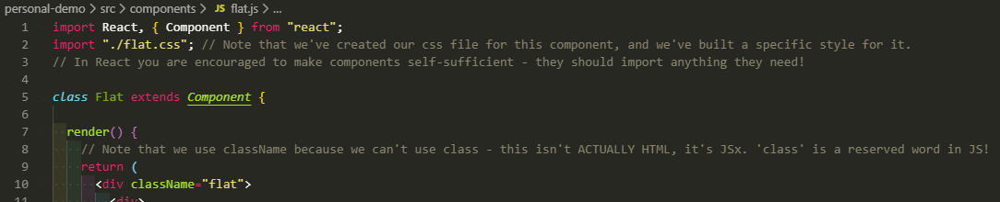 personal-demo > src > components > JS flat.js > ...
1 import React, { Component } from "react";
2 import "./flat.css"; // Note that we've created our css file for this component, and we've built a specific style for it.
3 // In React you are encouraged to make components self-sufficient - they should import anything they need!
4
5 class Flat extends Component {
6
7 render() {
8 // Note that we use className because we can't use class - this isn't ACTUALLY HTML, it's JSx. 'class' is a reserved word in JS!
9 return (
10 <div className="flat">
11 <div>